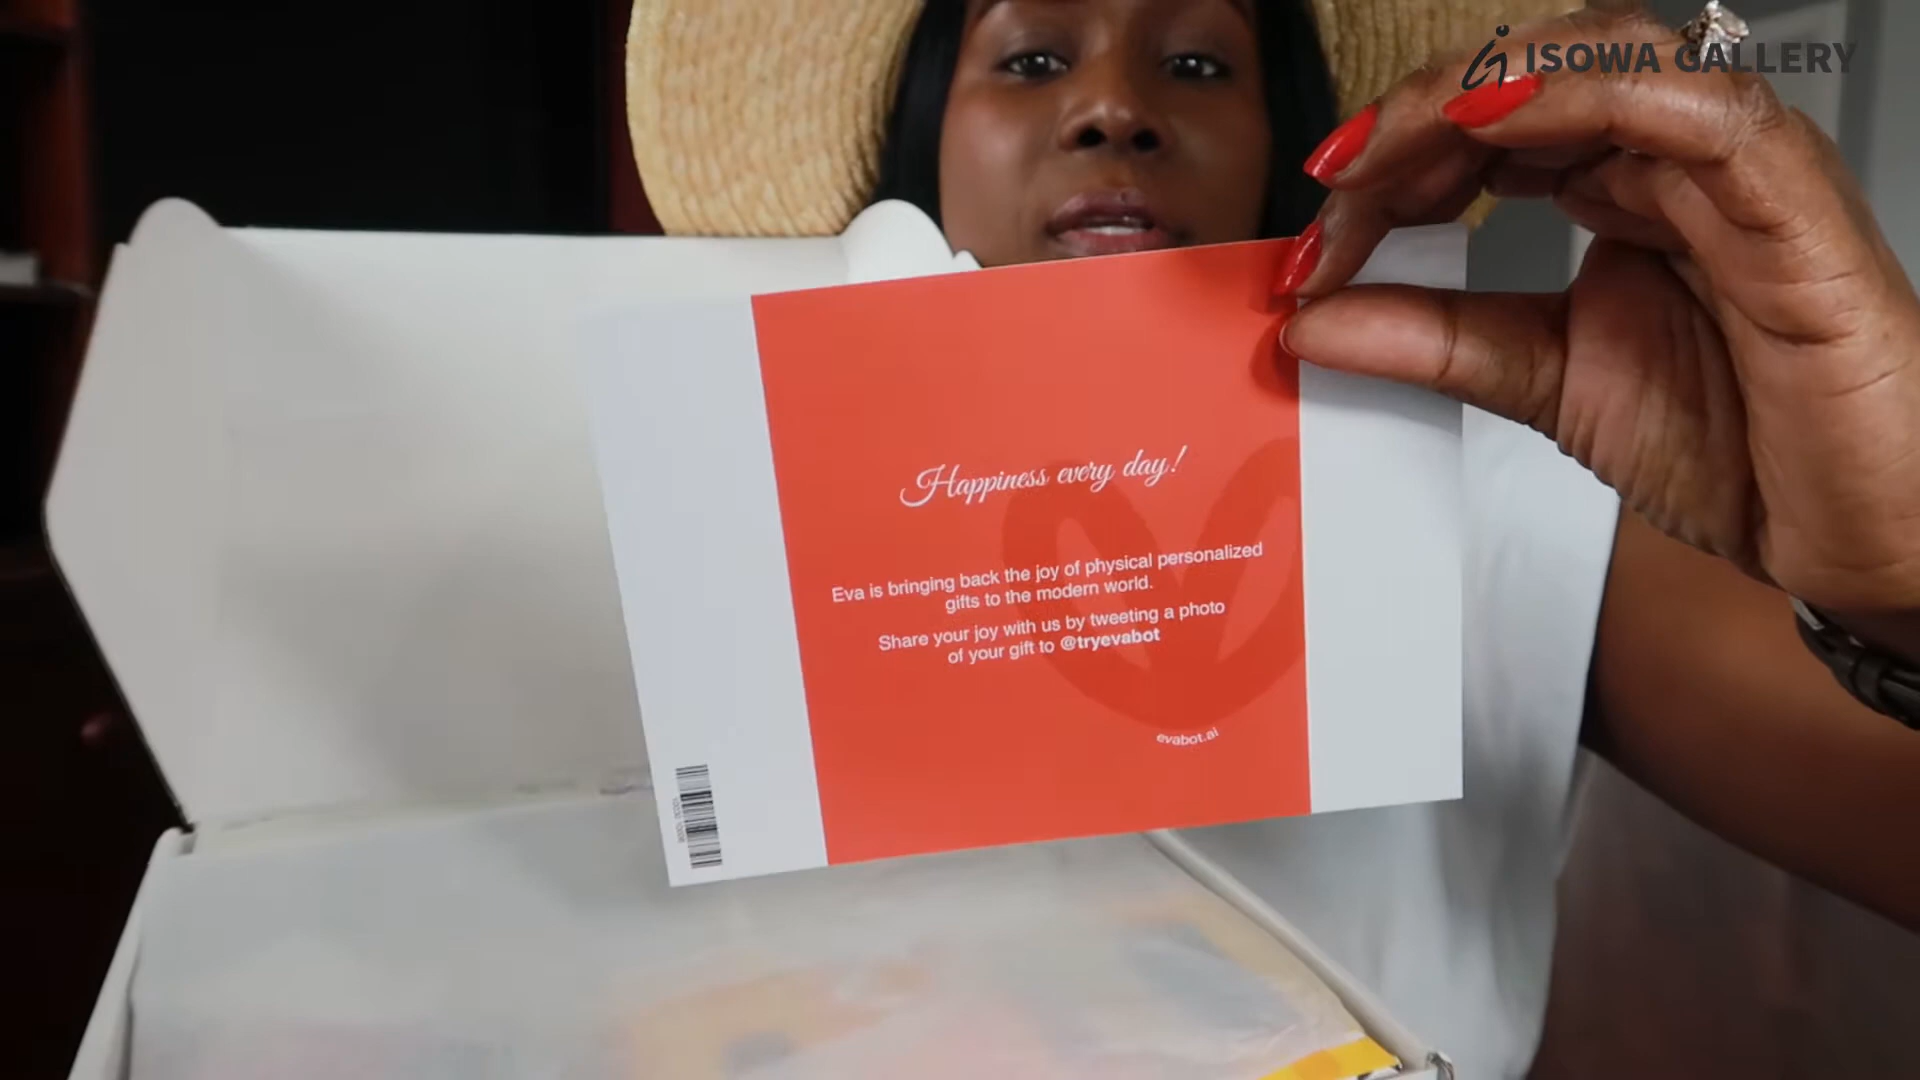 ISOWA GALLERY
Happiness every day!
Eva is bringing back the joy of physical personalized
gifts to the modern world.
Share your joy with us by tweeting a photo
of your gift to @tryevabot
evabot.ai